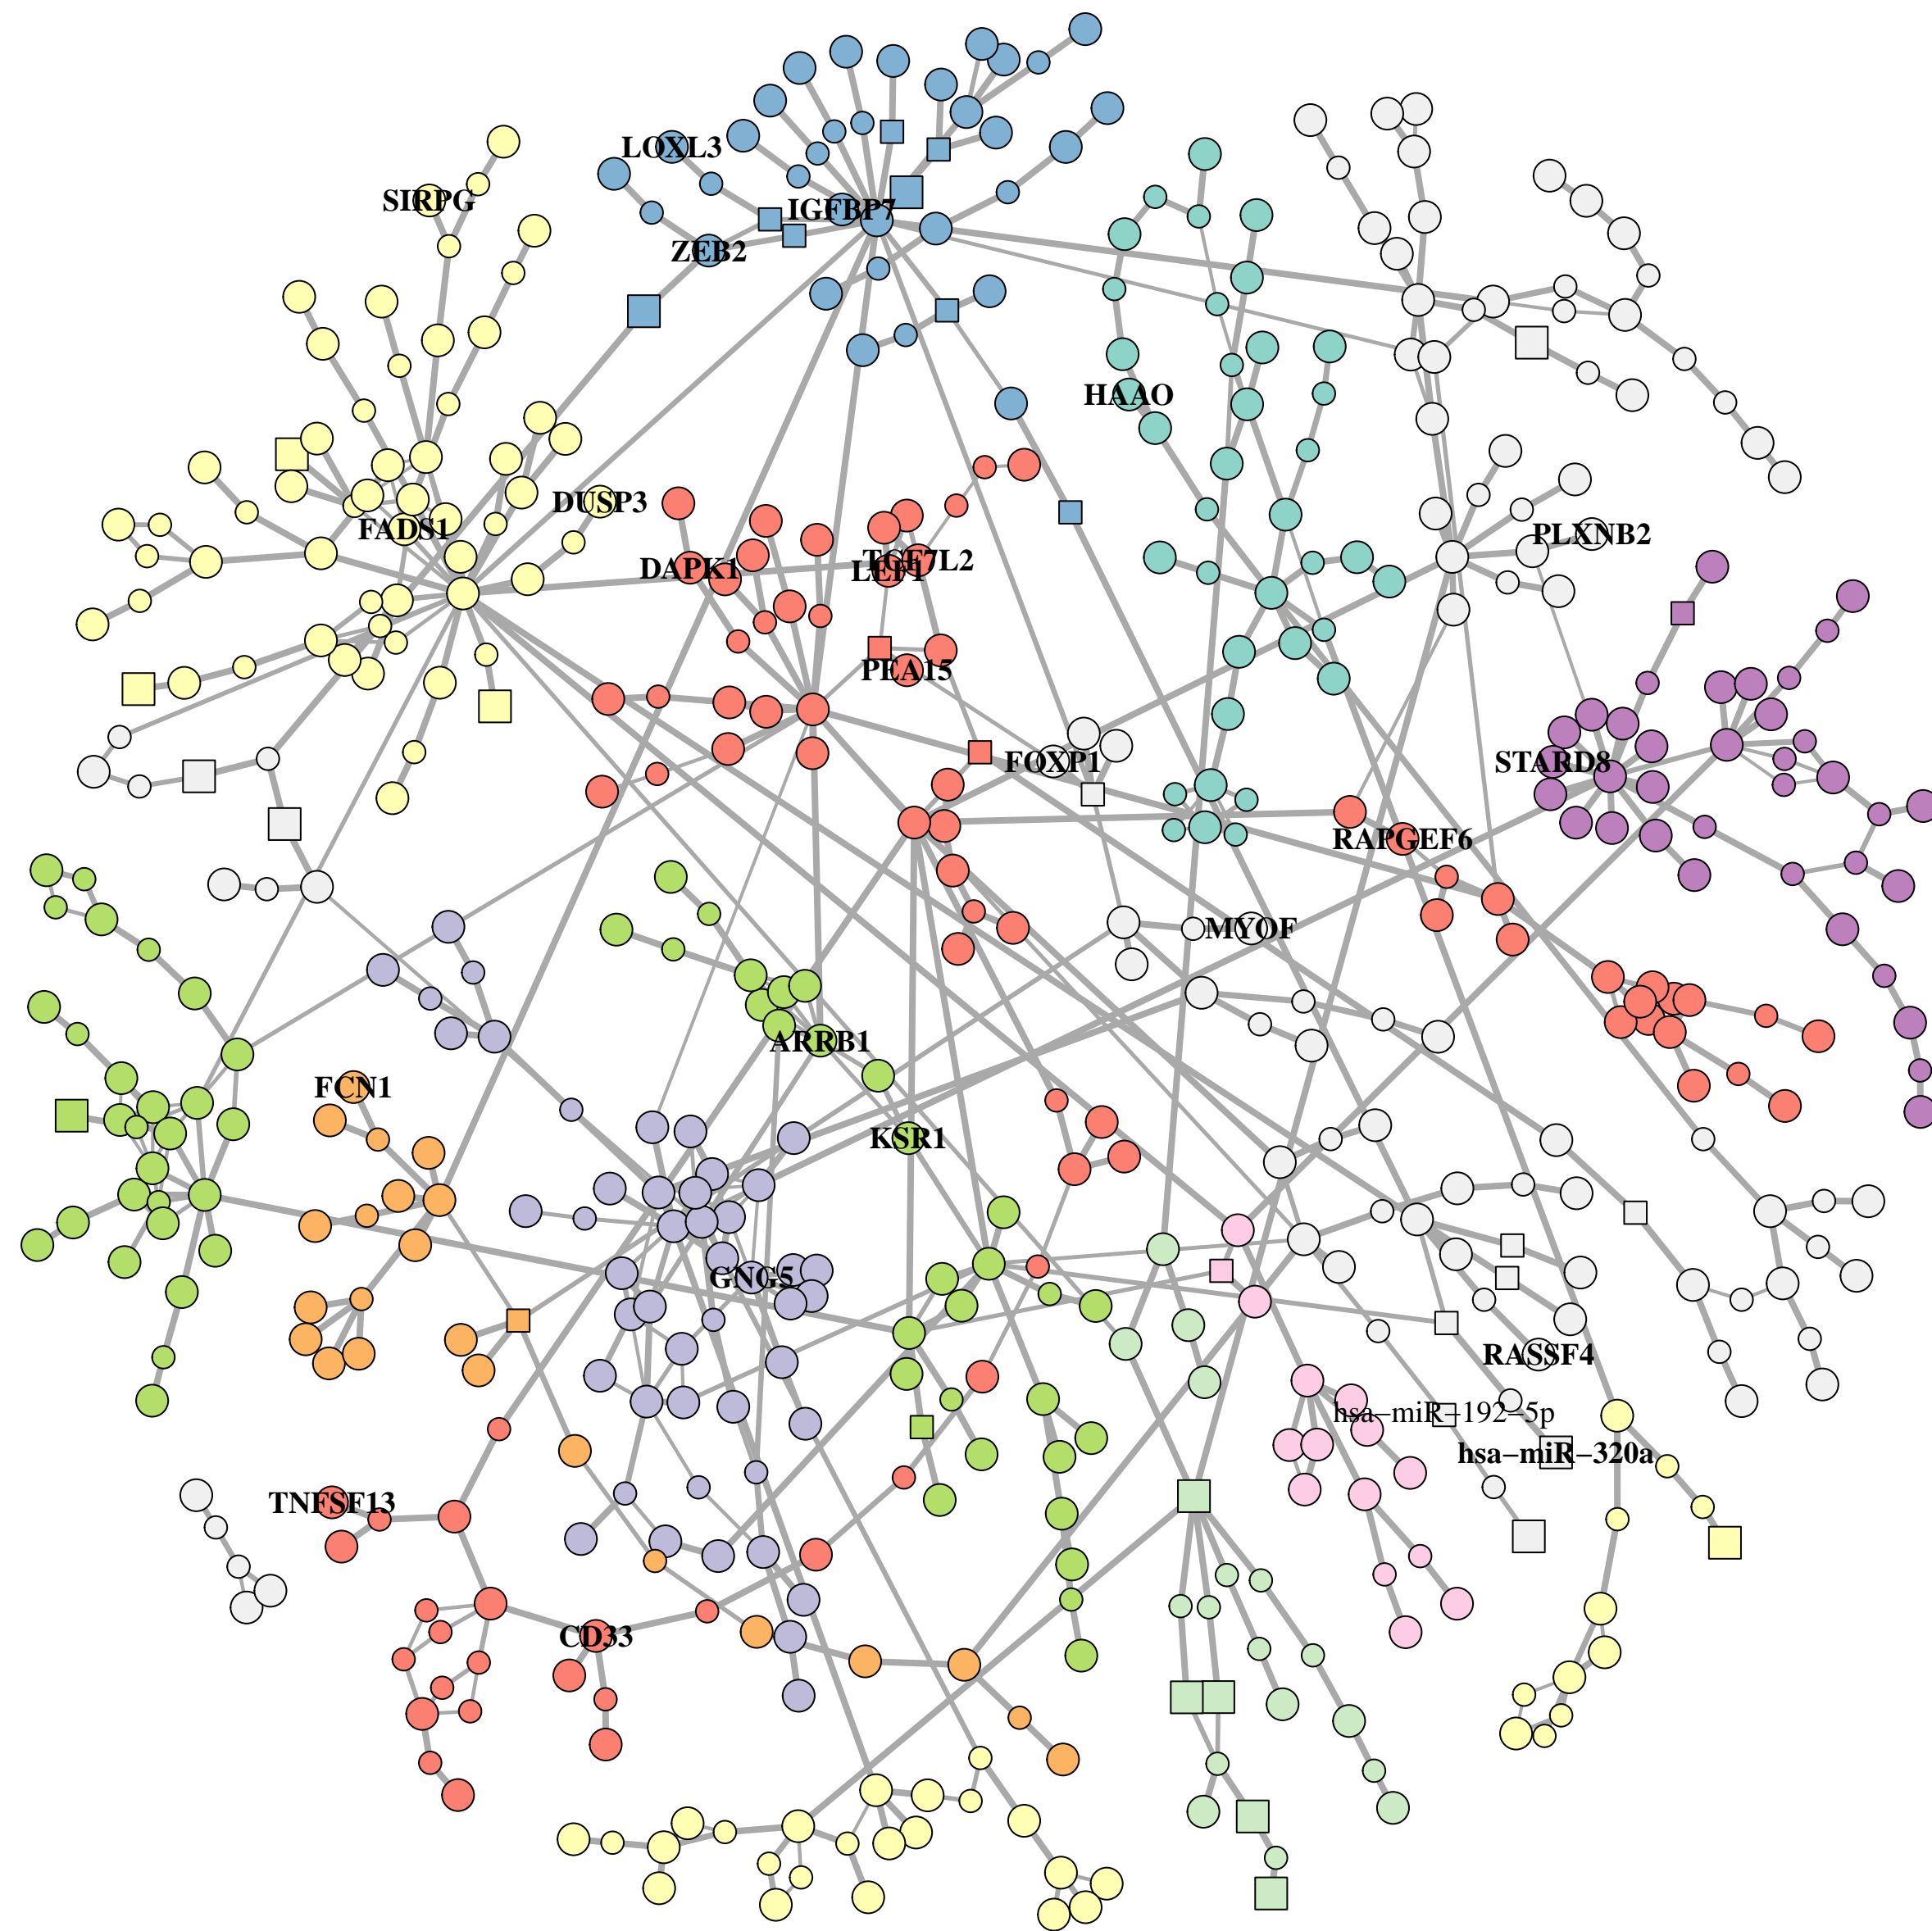 LOXL3
SIRPG
IGFBP7
ZEB2
HAAO
DUSP3
FADS1
PLXNB2
TCF7L2
DAPK1
LEF1
PEA15
FOXP1
STARD8
RAPGEF6
MYOF
ARRB1
FCN1
KSR1
GNG5
RASSF4
hsa−miR−192−5p
hsa−miR−320a
TNFSF13
CD33